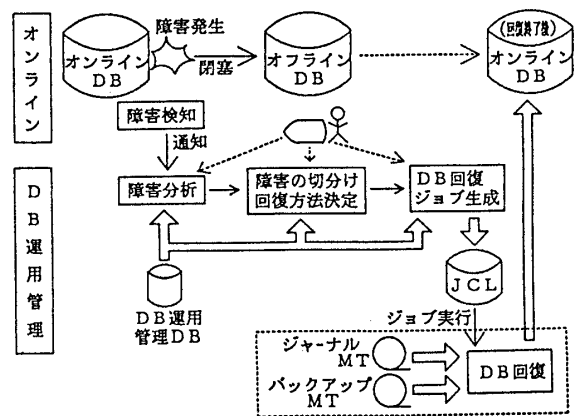 オンライン
障害発生
オンライン
DB
閉塞
オフライン
DB
(回復終了後)
オンライン
DB
障害検知
通知
DB運用管理
障害分析
障害の切分け
回復方法決定
DB回復
ジョブ生成
DB運用
管理DB
JCL
ジョブ実行
ジャーナル
MT
バックアップ
MT
DB回復